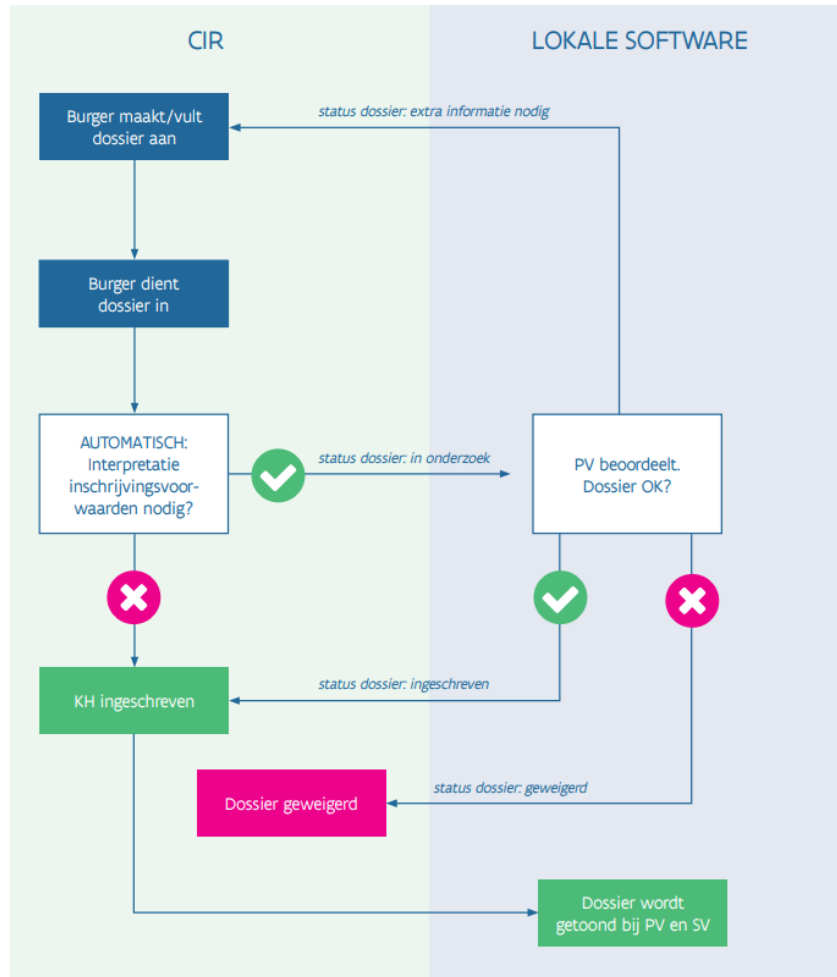 CIR
LOKALE SOFTWARE
Burger maakt/vult
dossier aan
status dossier: extra informatie nodig
Burger dient
dossier in
AUTOMATISCH:
Interpretatie
inschrijvingsvoor-
waarden nodig?
status dossier: in onderzoek
PV beoordeelt.
Dossier OK?
KH ingeschreven
status dossier: ingeschreven
Dossier geweigerd
status dossier: geweigerd
Dossier wordt
getoond bij PV en SV